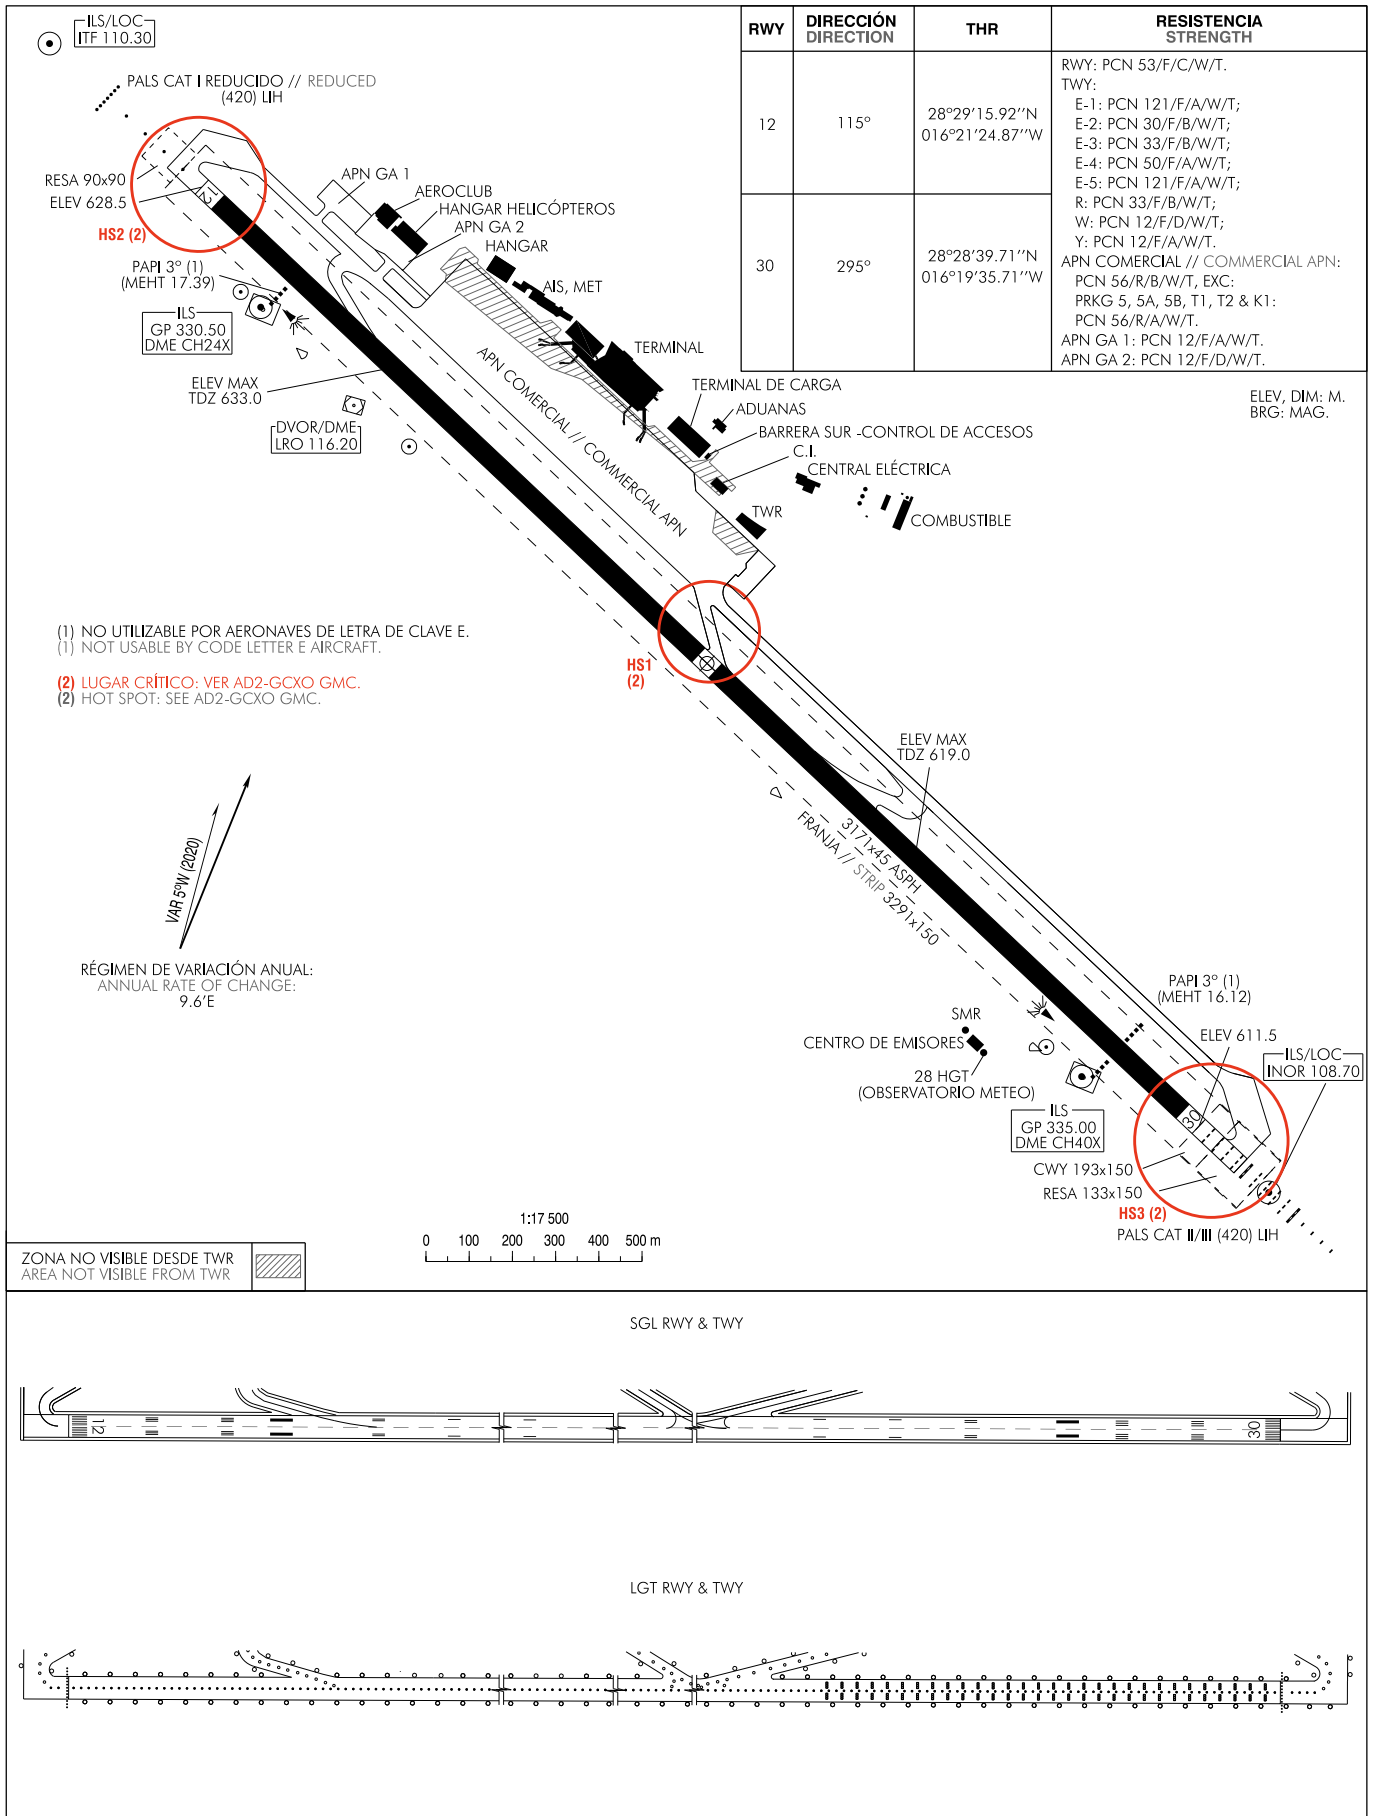 ILS/LOC
ITF 110.30
PALS CAT I REDUCIDO // REDUCED
(420) LIH
RESA 90x90
ELEV 628.5
HS2 (2)
12
APN GA 1
AEROCLUB
HANGAR HELICÓPTEROS
APN GA 2
HANGAR
AIS, MET
TERMINAL
TERMINAL DE CARGA
ADUANAS
BARRERA SUR -CONTROL DE ACCESOS
C.I.
CENTRAL ELÉCTRICA
COMBUSTIBLE
TWR
PAPI 3º (1)
(MEHT 17.39)
ILS
GP 330.50
DME CH24X
ELEV MAX
TDZ 633.0
DVOR/DME
LRO 116.20
APN COMERCIAL // COMMERCIAL APN
RWY
DIRECCIÓN
DIRECTION
THR
RESISTENCIA
STRENGTH
12
115º
28º29'15.92''N
016º21'24.87''W
30
295º
28º28'39.71''N
016º19'35.71''W
RWY: PCN 53/F/C/W/T.
TWY:
E-1: PCN 121/F/A/W/T;
E-2: PCN 30/F/B/W/T;
E-3: PCN 33/F/B/W/T;
E-4: PCN 50/F/A/W/T;
E-5: PCN 121/F/A/W/T;
R: PCN 33/F/B/W/T;
W: PCN 12/F/D/W/T;
Y: PCN 12/F/A/W/T.
APN COMERCIAL // COMMERCIAL APN:
PCN 56/R/B/W/T, EXC:
PRKG 5, 5A, 5B, T1, T2 & K1:
PCN 56/R/A/W/T.
APN GA 1: PCN 12/F/A/W/T.
APN GA 2: PCN 12/F/D/W/T.
ELEV, DIM: M.
BRG: MAG.
(1) NO UTILIZABLE POR AERONAVES DE LETRA DE CLAVE E.
(1) NOT USABLE BY CODE LETTER E AIRCRAFT.
(2) LUGAR CRÍTICO: VER AD2-GCXO GMC.
(2) HOT SPOT: SEE AD2-GCXO GMC.
HS1
(2)
ELEV MAX
TDZ 619.0
3171x45 ASPH
FRANJA // STRIP 3291x150
VAR 5ºW (2020)
RÉGIMEN DE VARIACIÓN ANUAL:
ANNUAL RATE OF CHANGE:
9.6'E
PAPI 3º (1)
(MEHT 16.12)
SMR
CENTRO DE EMISORES
28 HGT
(OBSERVATORIO METEO)
ELEV 611.5
ILS/LOC
INOR 108.70
ILS
GP 335.00
DME CH40X
30
CWY 193x150
RESA 133x150
HS3 (2)
PALS CAT II/III (420) LIH
1:17 500
0 100 200 300 400 500 m
ZONA NO VISIBLE DESDE TWR
AREA NOT VISIBLE FROM TWR
SGL RWY & TWY
12
30
LGT RWY & TWY